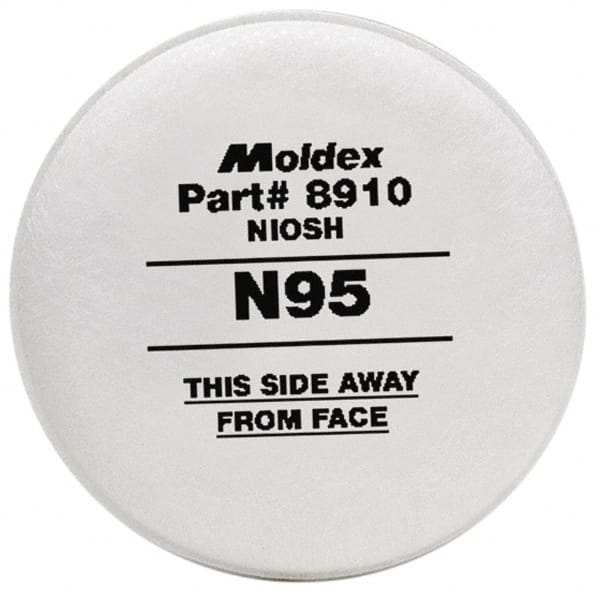 Moldex
Part# 8910
NIOSH
N95
THIS SIDE AWAY
FROM FACE